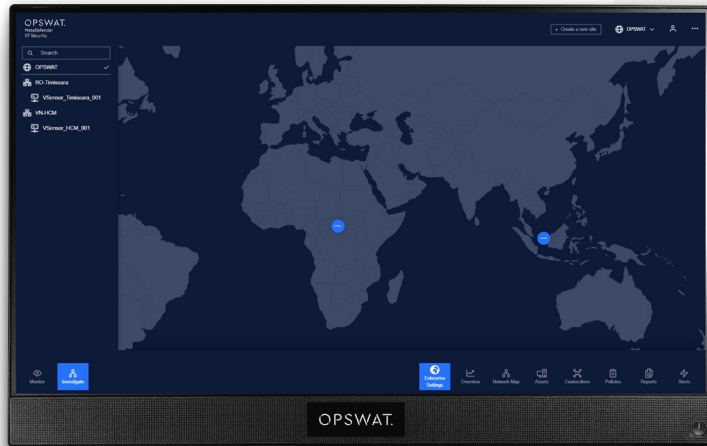 OPSWAT.
MetaDefender
OT Security
+ Create a new site
OPSWAT
Search
OPSWAT
RO-Timisoara
VSensor_Timisoara_001
VN-HCM
VSensor_HCM_001
Monitor
Investigate
Enterprise
Settings
Overview
Network Map
Assets
Connections
Policies
Reports
Alerts
OPSWAT.